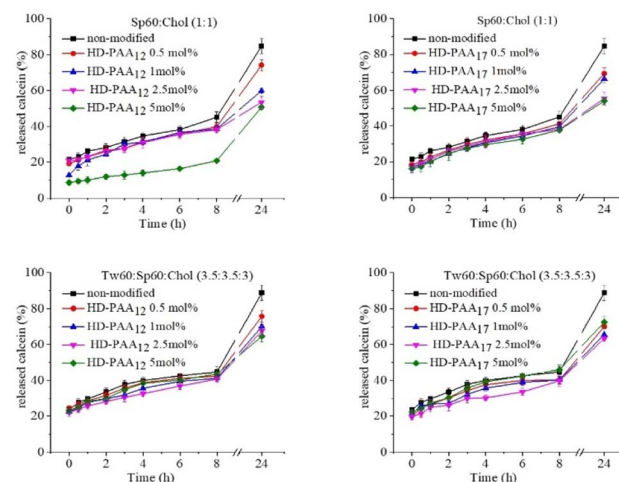 Sp60:Chol (1:1)
100
80
60
40
20
0
released calcein (%)
non-modified
HD-PAA12 0.5 mol%
HD-PAA12 1mol%
HD-PAA12 2.5mol%
HD-PAA12 5mol%
0 2 4 6 8 24
Time (h)
Sp60:Chol (1:1)
100
80
60
40
20
0
released calcein (%)
non-modified
HD-PAA17 0.5 mol%
HD-PAA17 1mol%
HD-PAA17 2.5mol%
HD-PAA17 5mol%
0 2 4 6 8 24
Time (h)
Tw60:Sp60:Chol (3.5:3.5:3)
100
80
60
40
20
0
released calcein (%)
non-modified
HD-PAA12 0.5 mol%
HD-PAA12 1mol%
HD-PAA12 2.5mol%
HD-PAA12 5mol%
0 2 4 6 8 24
Time (h)
Tw60:Sp60:Chol (3.5:3.5:3)
100
80
60
40
20
0
released calcein (%)
non-modified
HD-PAA17 0.5 mol%
HD-PAA17 1mol%
HD-PAA17 2.5mol%
HD-PAA17 5mol%
0 2 4 6 8 24
Time (h)